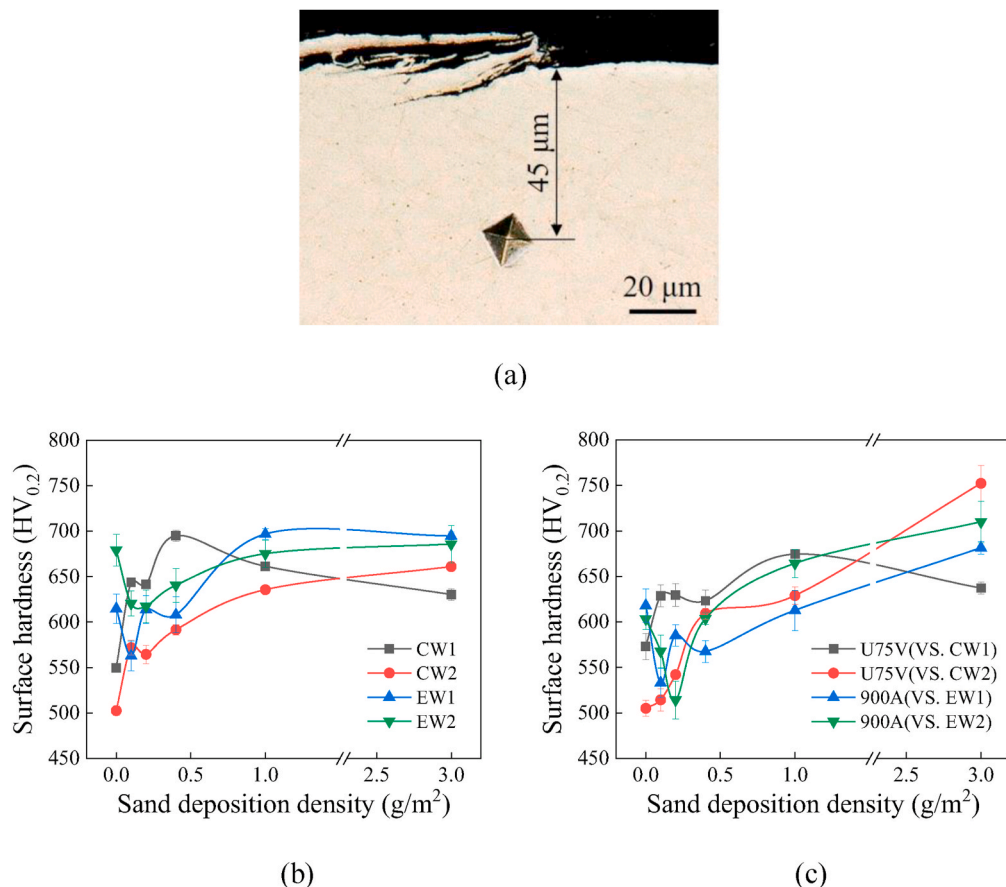 45 μm
20 μm
(a)
Surface hardness (HV0.2)
800
750
700
650
600
550
500
450
0.0 0.5 1.0 2.5 3.0
Sand deposition density (g/m²)
CW1
CW2
EW1
EW2
(b)
Surface hardness (HV0.2)
800
750
700
650
600
550
500
450
0.0 0.5 1.0 2.5 3.0
Sand deposition density (g/m²)
U75V(VS. CW1)
U75V(VS. CW2)
900A(VS. EW1)
900A(VS. EW2)
(c)